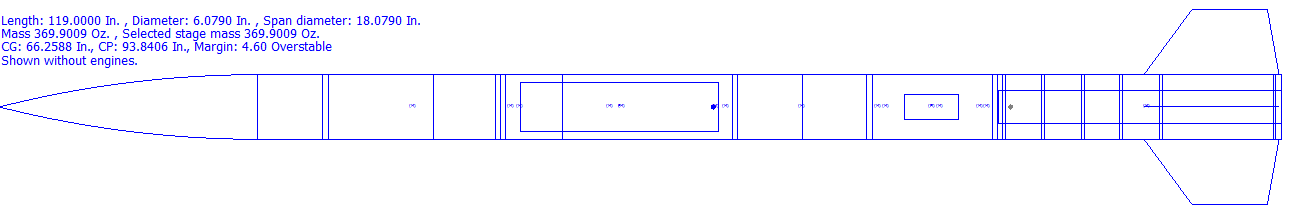 Length: 119.0000 In. , Diameter: 6.0790 In. , Span diameter: 18.0790 In.
Mass 369.9009 Oz. , Selected stage mass 369.9009 Oz.
CG: 66.2588 In., CP: 93.8406 In., Margin: 4.60 Overstable
Shown without engines.